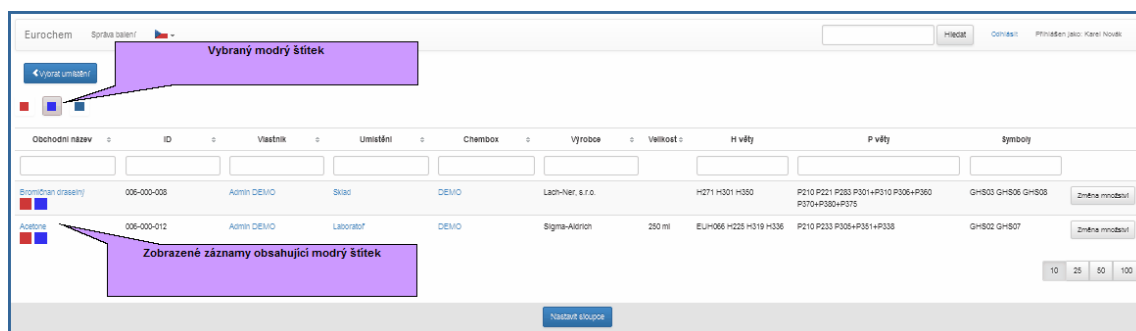 Eurochem Správa balení Hledat Odhlásit Přihlášen jako: Karel Novák
Vybraný modrý štítek
Vybrat umístění
Obchodní název ID Vlastník Umístění Chembox Výrobce Velikost H věty P věty Symboly
Bromičnan draselný 006-000-008 Admin DEMO Sklad DEMO Lach-Ner, s.r.o. H271 H301 H350 P210 P221 P283 P301+P310 P306+P360 GHS03 GHS06 GHS08 Změna množství
P370+P380+P375
Acetone 006-000-012 Admin DEMO Laboratoř DEMO Sigma-Aldrich 250 ml EUH066 H225 H319 H336 P210 P233 P305+P351+P338 GHS02 GHS07 Změna množství
Zobrazené záznamy obsahující modrý štítek
10 25 50 100
Nastavit sloupce